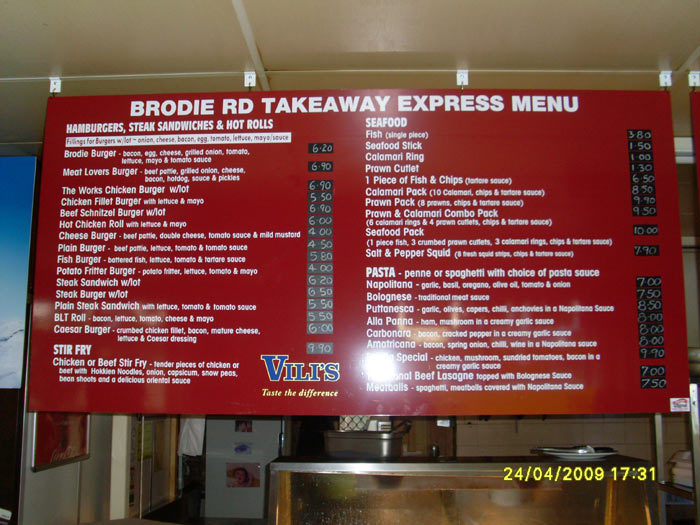 BRODIE RD TAKEAWAY EXPRESS MENU
HAMBURGERS, STEAK SANDWICHES & HOT ROLLS
Fillings for Burgers w/lot ~ onion, cheese, bacon, egg, tomato, lettuce, mayo/sauce
Brodie Burger - bacon, egg, cheese, grilled onion, tomato, 6.20
lettuce, mayo & tomato sauce
Meat Lovers Burger - beef pattie, grilled onion, cheese, 6.90
bacon, hotdog, sauce & pickles
The Works Chicken Burger w/lot 6.90
Chicken Fillet Burger with lettuce & mayo 5.50
Beef Schnitzel Burger w/lot 6.90
Hot Chicken Roll with lettuce & mayo 6.00
Cheese Burger - beef pattie, double cheese, tomato sauce & mild mustard 4.00
Plain Burger - beef pattie, lettuce, tomato & tomato sauce 4.50
Fish Burger - battered fish, lettuce, tomato & tartare sauce 5.80
Potato Fritter Burger - potato fritter, lettuce, tomato & mayo 4.00
Steak Sandwich w/lot 6.20
Steak Burger w/lot 6.50
Plain Steak Sandwich with lettuce, tomato & tomato sauce 5.50
BLT Roll - bacon, lettuce, tomato, cheese & mayo 5.50
Caesar Burger - crumbed chicken fillet, bacon, mature cheese, 6.00
lettuce & Caesar dressing
STIR FRY 9.90
Chicken or Beef Stir Fry - tender pieces of chicken or
beef with Hokkien Noodles, onion, capsicum, snow peas,
bean shoots and a delicious oriental sauce
VILI'S
Taste the difference
SEAFOOD
Fish (single piece) 3.80
Seafood Stick 1.50
Calamari Ring 1.00
Prawn Cutlet 1.30
1 Piece of Fish & Chips (tartare sauce) 6.50
Calamari Pack (10 Calamari, chips & tartare sauce) 8.50
Prawn Pack (8 prawns, chips & tartare sauce) 9.90
Prawn & Calamari Combo Pack 9.50
(6 calamari rings & 4 prawn cutlets, chips & tartare sauce)
Seafood Pack 10.00
(1 piece fish, 3 crumbed prawn cutlets, 3 calamari rings, chips & tartare sauce)
Salt & Pepper Squid (8 fresh squid strips, chips & tartare sauce) 7.90
PASTA - penne or spaghetti with choice of pasta sauce
Napolitana - garlic, basil, oregano, olive oil, tomato & onion 7.00
Bolognese - traditional meat sauce 7.50
Puttanesca - garlic, olives, capers, chilli, anchovies in a Napolitana Sauce 8.50
Alla Panna - ham, mushroom in a creamy garlic sauce 8.00
Carbonara - bacon, cracked pepper in a creamy garlic sauce 8.00
Amatricana - bacon, spring onion, chilli, wine in a Napolitana sauce 8.00
Special - chicken, mushroom, sundried tomatoes, bacon in a 9.90
creamy garlic sauce
Beef Lasagne topped with Bolognese Sauce 7.00
Meatballs - spaghetti, meatballs covered with Napolitana Sauce 7.50
24/04/2009 17:31